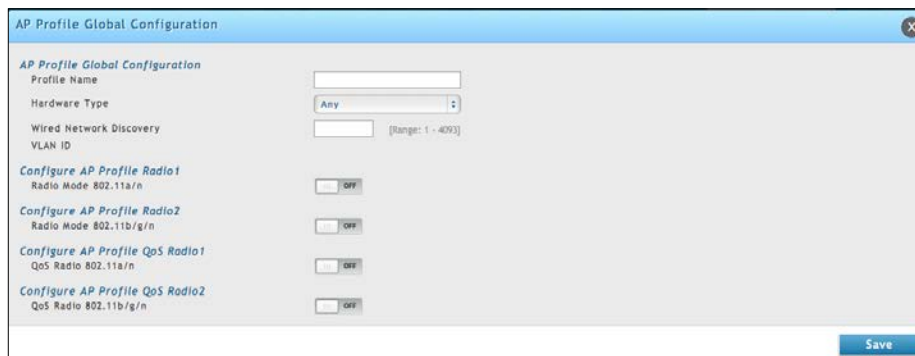 AP Profile Global Configuration
X
AP Profile Global Configuration
Profile Name
Hardware Type
Any
Wired Network Discovery
[Range: 1 - 4093]
VLAN ID
Configure AP Profile Radio1
Radio Mode 802.11a/n
OFF
Configure AP Profile Radio2
Radio Mode 802.11b/g/n
OFF
Configure AP Profile QoS Radio1
QoS Radio 802.11a/n
OFF
Configure AP Profile QoS Radio2
QoS Radio 802.11b/g/n
OFF
Save